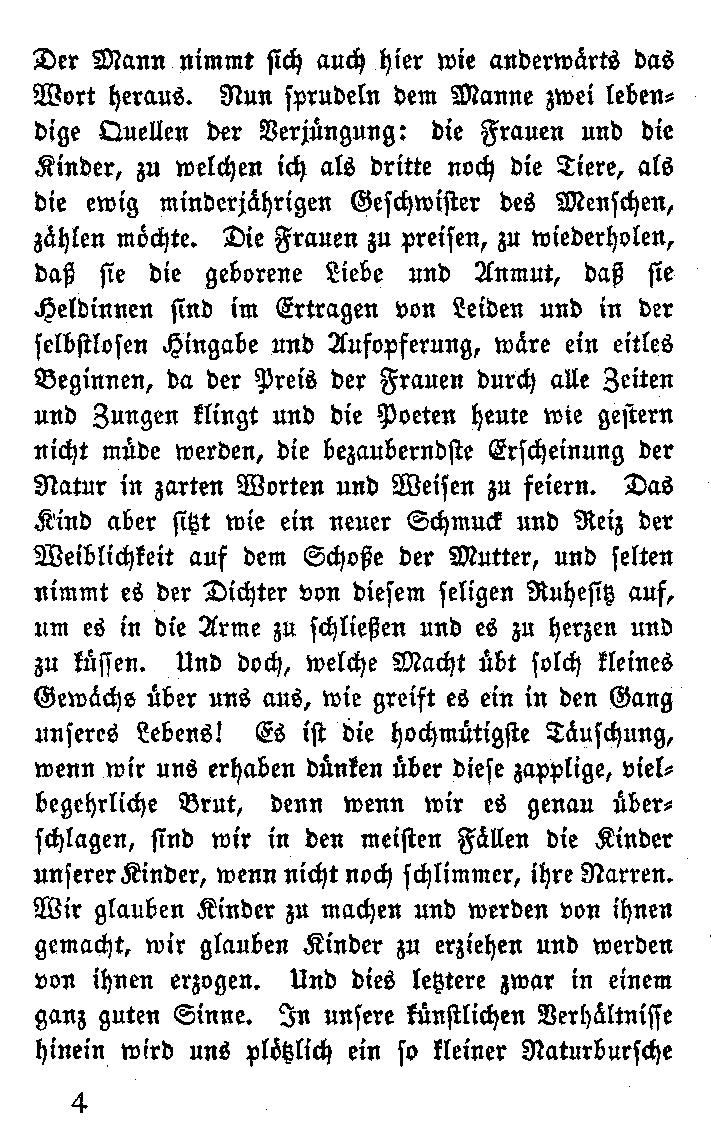 Der Mann nimmt sich auch hier wie anderwärts das
Wort heraus. Nun sprudeln dem Manne zwei leben-
dige Quellen der Verjüngung: die Frauen und die
Kinder, zu welchen ich als dritte noch die Tiere, als
die ewig minderjährigen Geschwister des Menschen,
zählen möchte. Die Frauen zu preisen, zu wiederholen,
daß sie die geborene Liebe und Anmut, daß sie
Heldinnen sind im Ertragen von Leiden und in der
selbstlosen Hingabe und Aufopferung, wäre ein eitles
Beginnen, da der Preis der Frauen durch alle Zeiten
und Zungen klingt und die Poeten heute wie gestern
nicht müde werden, die bezauberndste Erscheinung der
Natur in zarten Worten und Weisen zu feiern. Das
Kind aber sitzt wie ein neuer Schmuck und Reiz der
Weiblichkeit auf dem Schoße der Mutter, und selten
nimmt es der Dichter von diesem seligen Ruhesitz auf,
um es in die Arme zu schließen und es zu herzen und
zu küssen. Und doch, welche Macht übt solch kleines
Gewächs über uns aus, wie greift es ein in den Gang
unseres Lebens! Es ist die hochmütigste Täuschung,
wenn wir uns erhaben dünken über diese zapplige, viel-
begehrliche Brut, denn wenn wir es genau über-
schlagen, sind wir in den meisten Fällen die Kinder
unserer Kinder, wenn nicht noch schlimmer, ihre Narren.
Wir glauben Kinder zu machen und werden von ihnen
gemacht, wir glauben Kinder zu erziehen und werden
von ihnen erzogen. Und dies letztere zwar in einem
ganz guten Sinne. In unsere künstlichen Verhältnisse
hinein wird uns plötzlich ein so kleiner Naturbursche
4